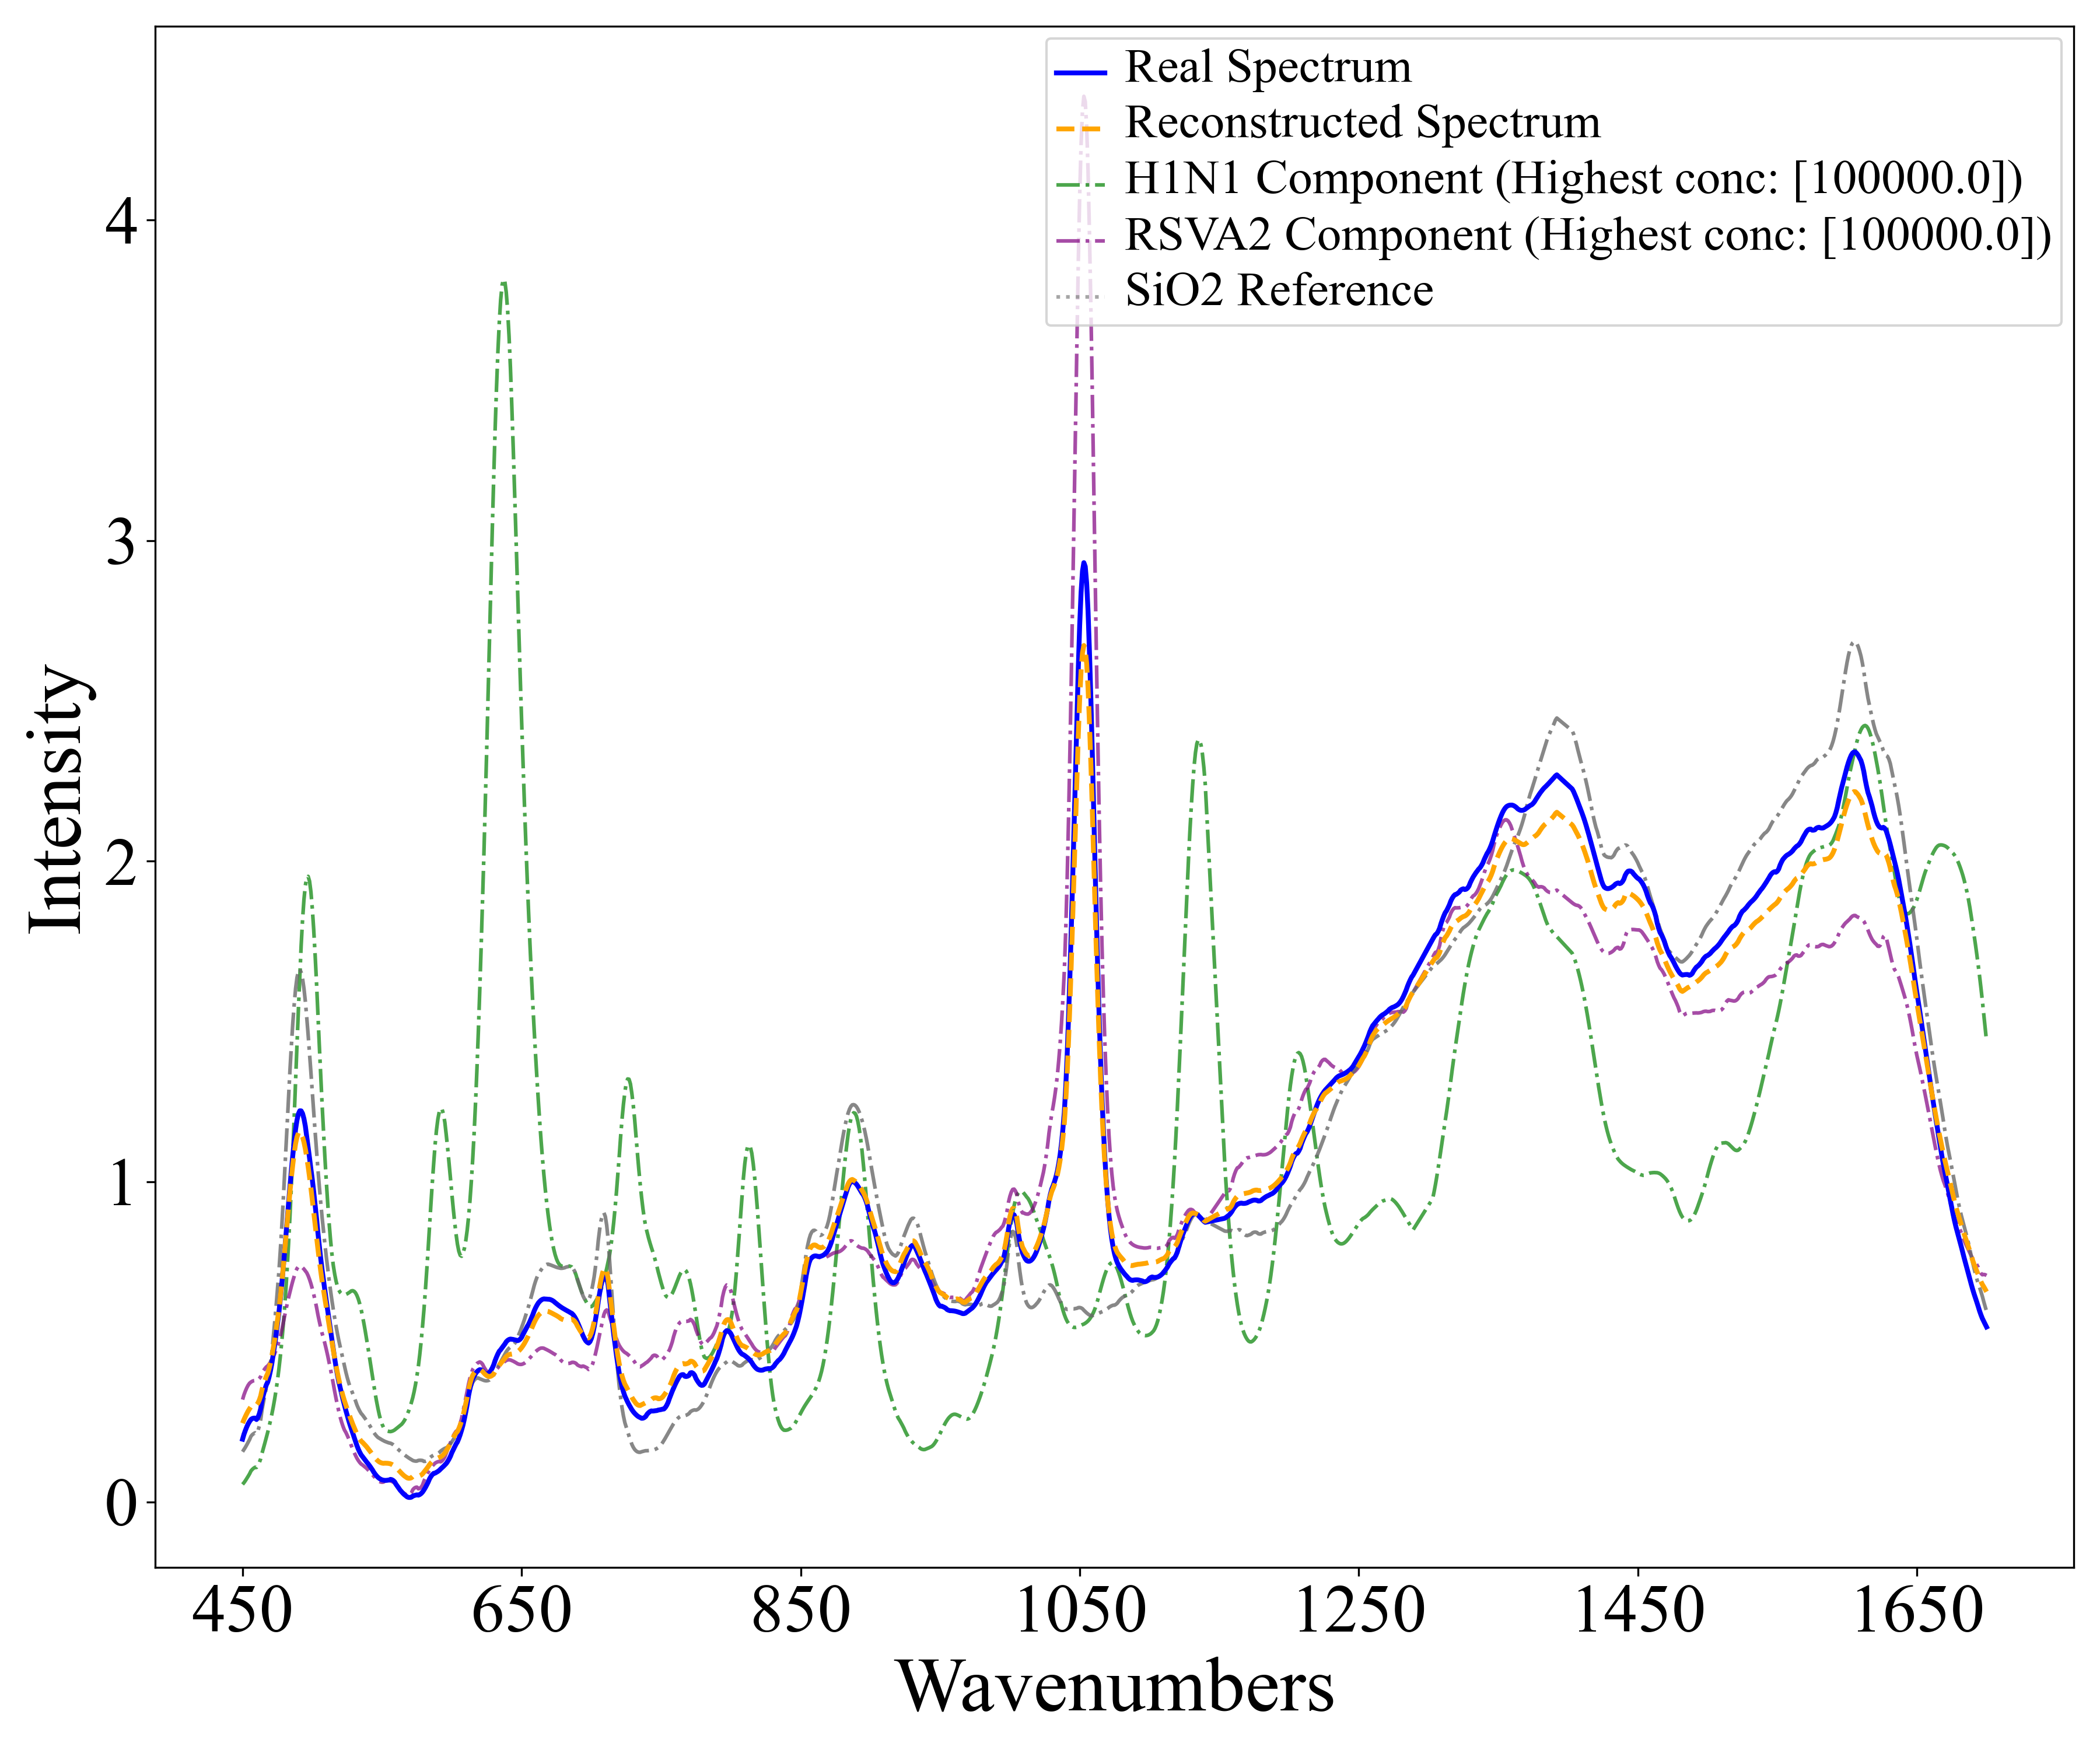 Real Spectrum
Reconstructed Spectrum
H1N1 Component (Highest conc: [100000.0])
RSVA2 Component (Highest conc: [100000.0])
SiO2 Reference
Intensity
4
3
2
1
0
450 650 850 1050 1250 1450 1650
Wavenumbers